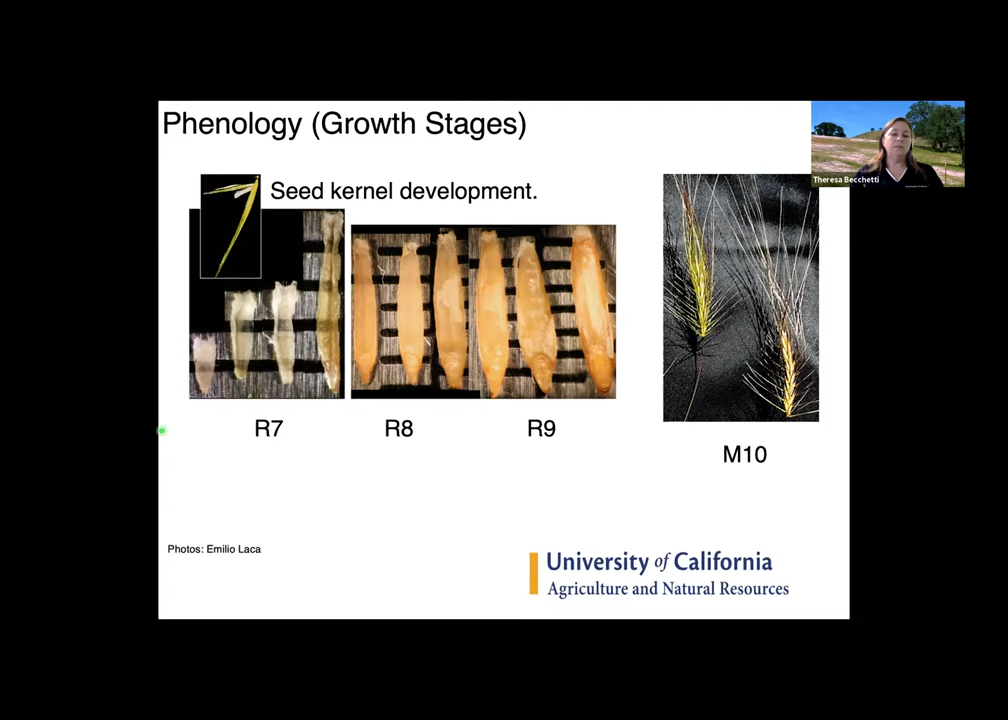 Phenology (Growth Stages)
Theresa Becchetti
Seed kernel development.
R7
R8
R9
M10
Photos: Emilio Laca
University of California
Agriculture and Natural Resources